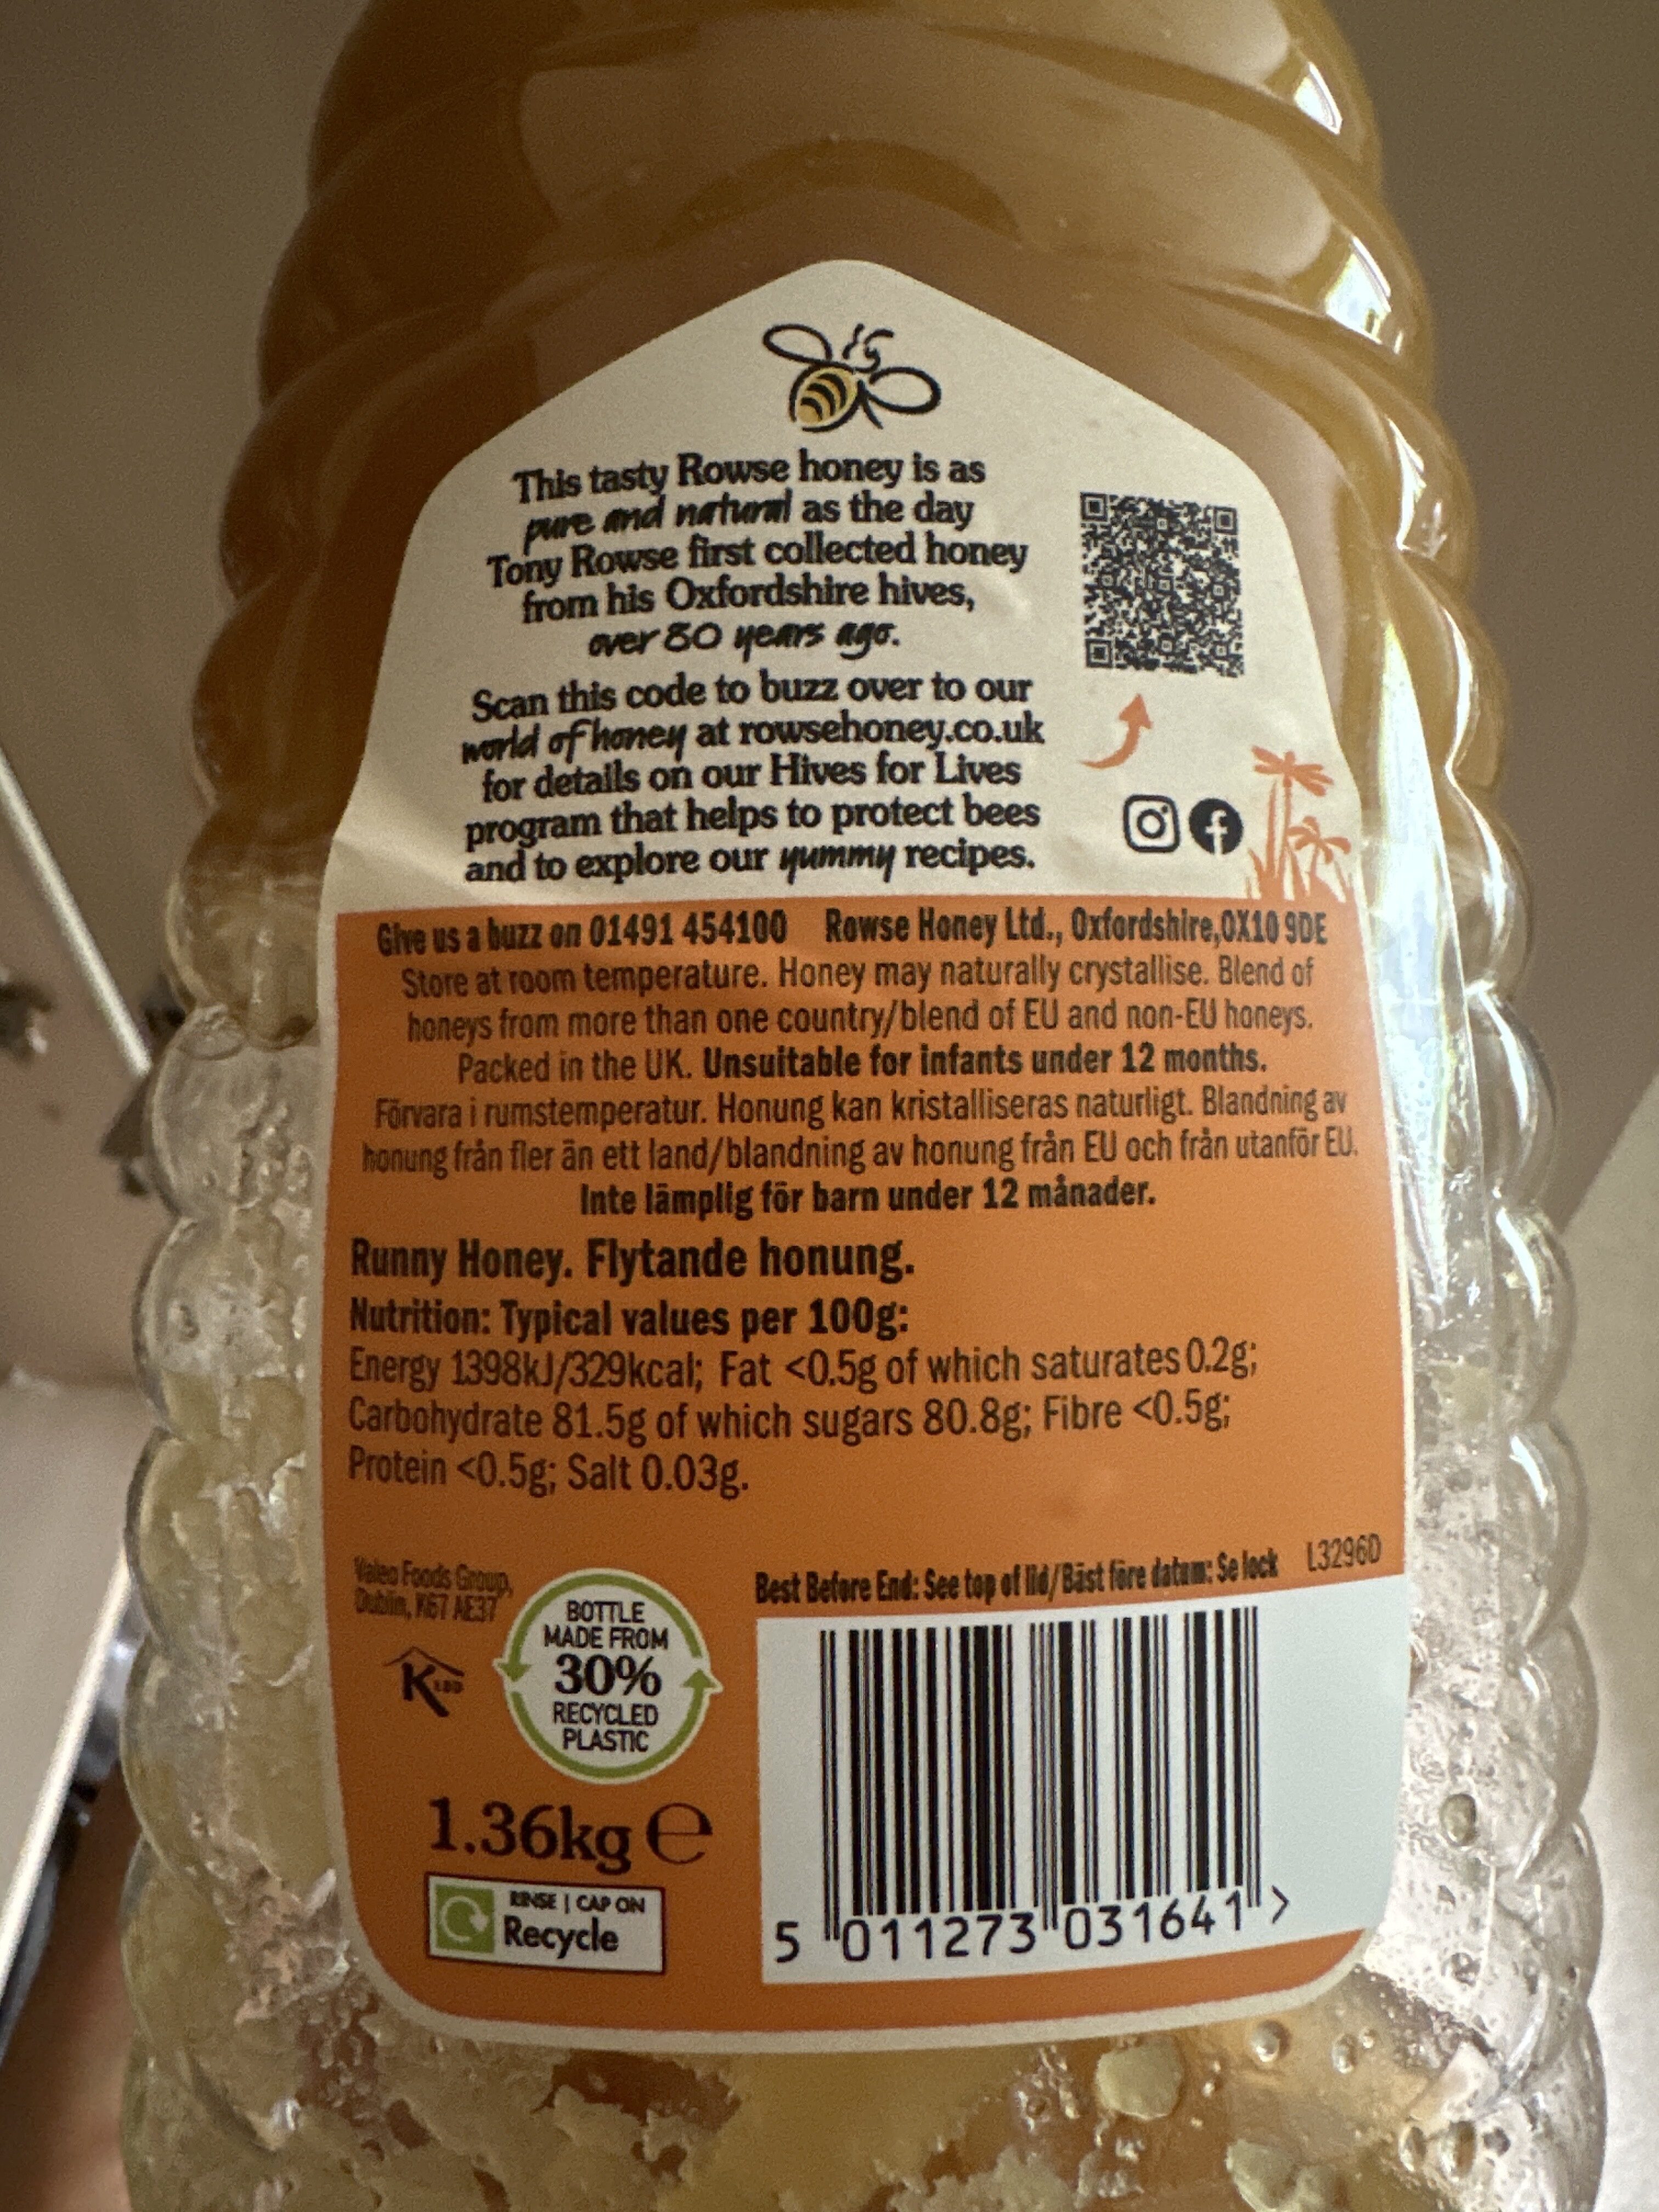 This tasty Rowse honey is as
pure and natural as the day
Tony Rowse first collected honey
from his Oxfordshire hives,
over 80 years ago.
Scan this code to buzz over to our
world of honey at rowsehoney.co.uk
for details on our Hives for Lives
program that helps to protect bees
and to explore our yummy recipes.
Give us a buzz on 01491 454100 Rowse Honey Ltd., Oxfordshire,OX10 9DE
Store at room temperature. Honey may naturally crystallise. Blend of
honeys from more than one country/blend of EU and non-EU honeys.
Packed in the UK. Unsuitable for infants under 12 months.
Förvara i rumstemperatur. Honung kan kristalliseras naturligt. Blandning av
honung från fler än ett land/blandning av honung från EU och från utanför EU.
Inte lämplig för barn under 12 månader.
Runny Honey. Flytande honung.
Nutrition: Typical values per 100g:
Energy 1398kJ/329kcal; Fat <0.5g of which saturates 0.2g;
Carbohydrate 81.5g of which sugars 80.8g; Fibre <0.5g;
Protein <0.5g; Salt 0.03g.
Valeo Foods Group,
Dublin, K67 AE37
K LBD
BOTTLE
MADE FROM
30%
RECYCLED
PLASTIC
Best Before End: See top of lid/Bäst före datum: Se lock L3296D
1.36kg e
RINSE | CAP ON
Recycle
5 011273 031641 >